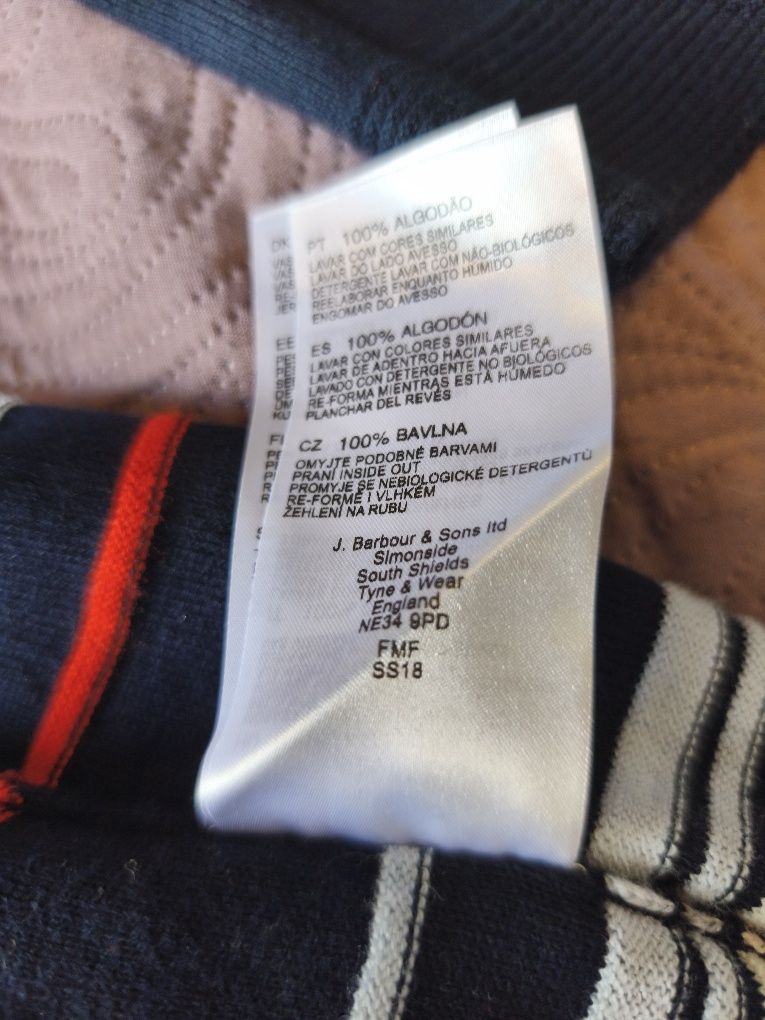 PT 100% ALGODÃO
LAVAR COM CORES SIMILARES
LAVAR DO LADO AVESSO
DETERGENTE LAVAR COM NÃO-BIOLÓGICOS
REELABORAR ENQUANTO HÚMIDO
ENGOMAR DO AVESSO
ES 100% ALGODÓN
LAVAR CON COLORES SIMILARES
LAVAR DE ADENTRO HACIA AFUERA
LAVADO CON DETERGENTE NO BIOLÓGICOS
RE-FORMA MIENTRAS ESTÁ HÚMEDO
PLANCHAR DEL REVÉS
CZ 100% BAVLNA
OMYJTE PODOBNÉ BARVAMI
PRANÍ INSIDE OUT
PROMYJE SE NEBIOLOGICKÉ DETERGENTŮ
RE-FORMĚ I VLHKÉM
ŽEHLENÍ NA RUBU
J. Barbour & Sons ltd
Simonside
South Shields
Tyne & Wear
England
NE34 9PD
FMF
SS18